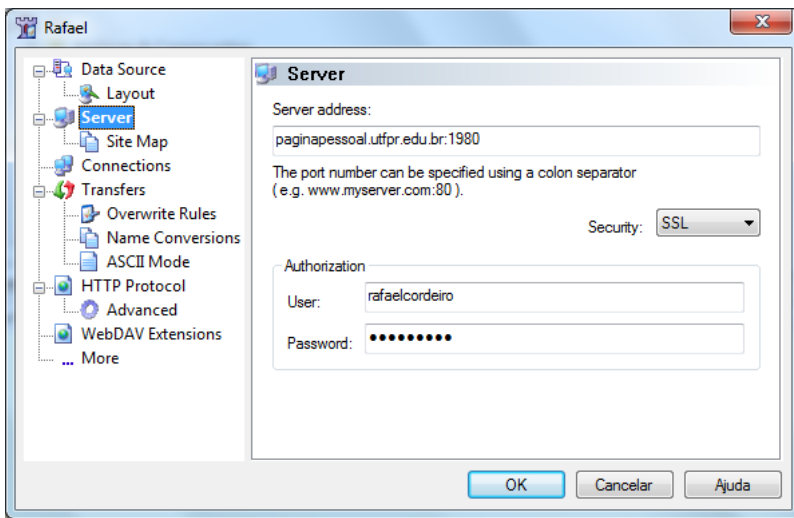 Rafael
Data Source
Layout
Server
Site Map
Connections
Transfers
Overwrite Rules
Name Conversions
ASCII Mode
HTTP Protocol
Advanced
WebDAV Extensions
... More
Server
Server address:
paginapessoal.utfpr.edu.br:1980
The port number can be specified using a colon separator
( e.g. www.myserver.com:80 ).
Security: SSL
Authorization
User: rafaelcordeiro
Password: •••••••••
OK Cancelar Ajuda